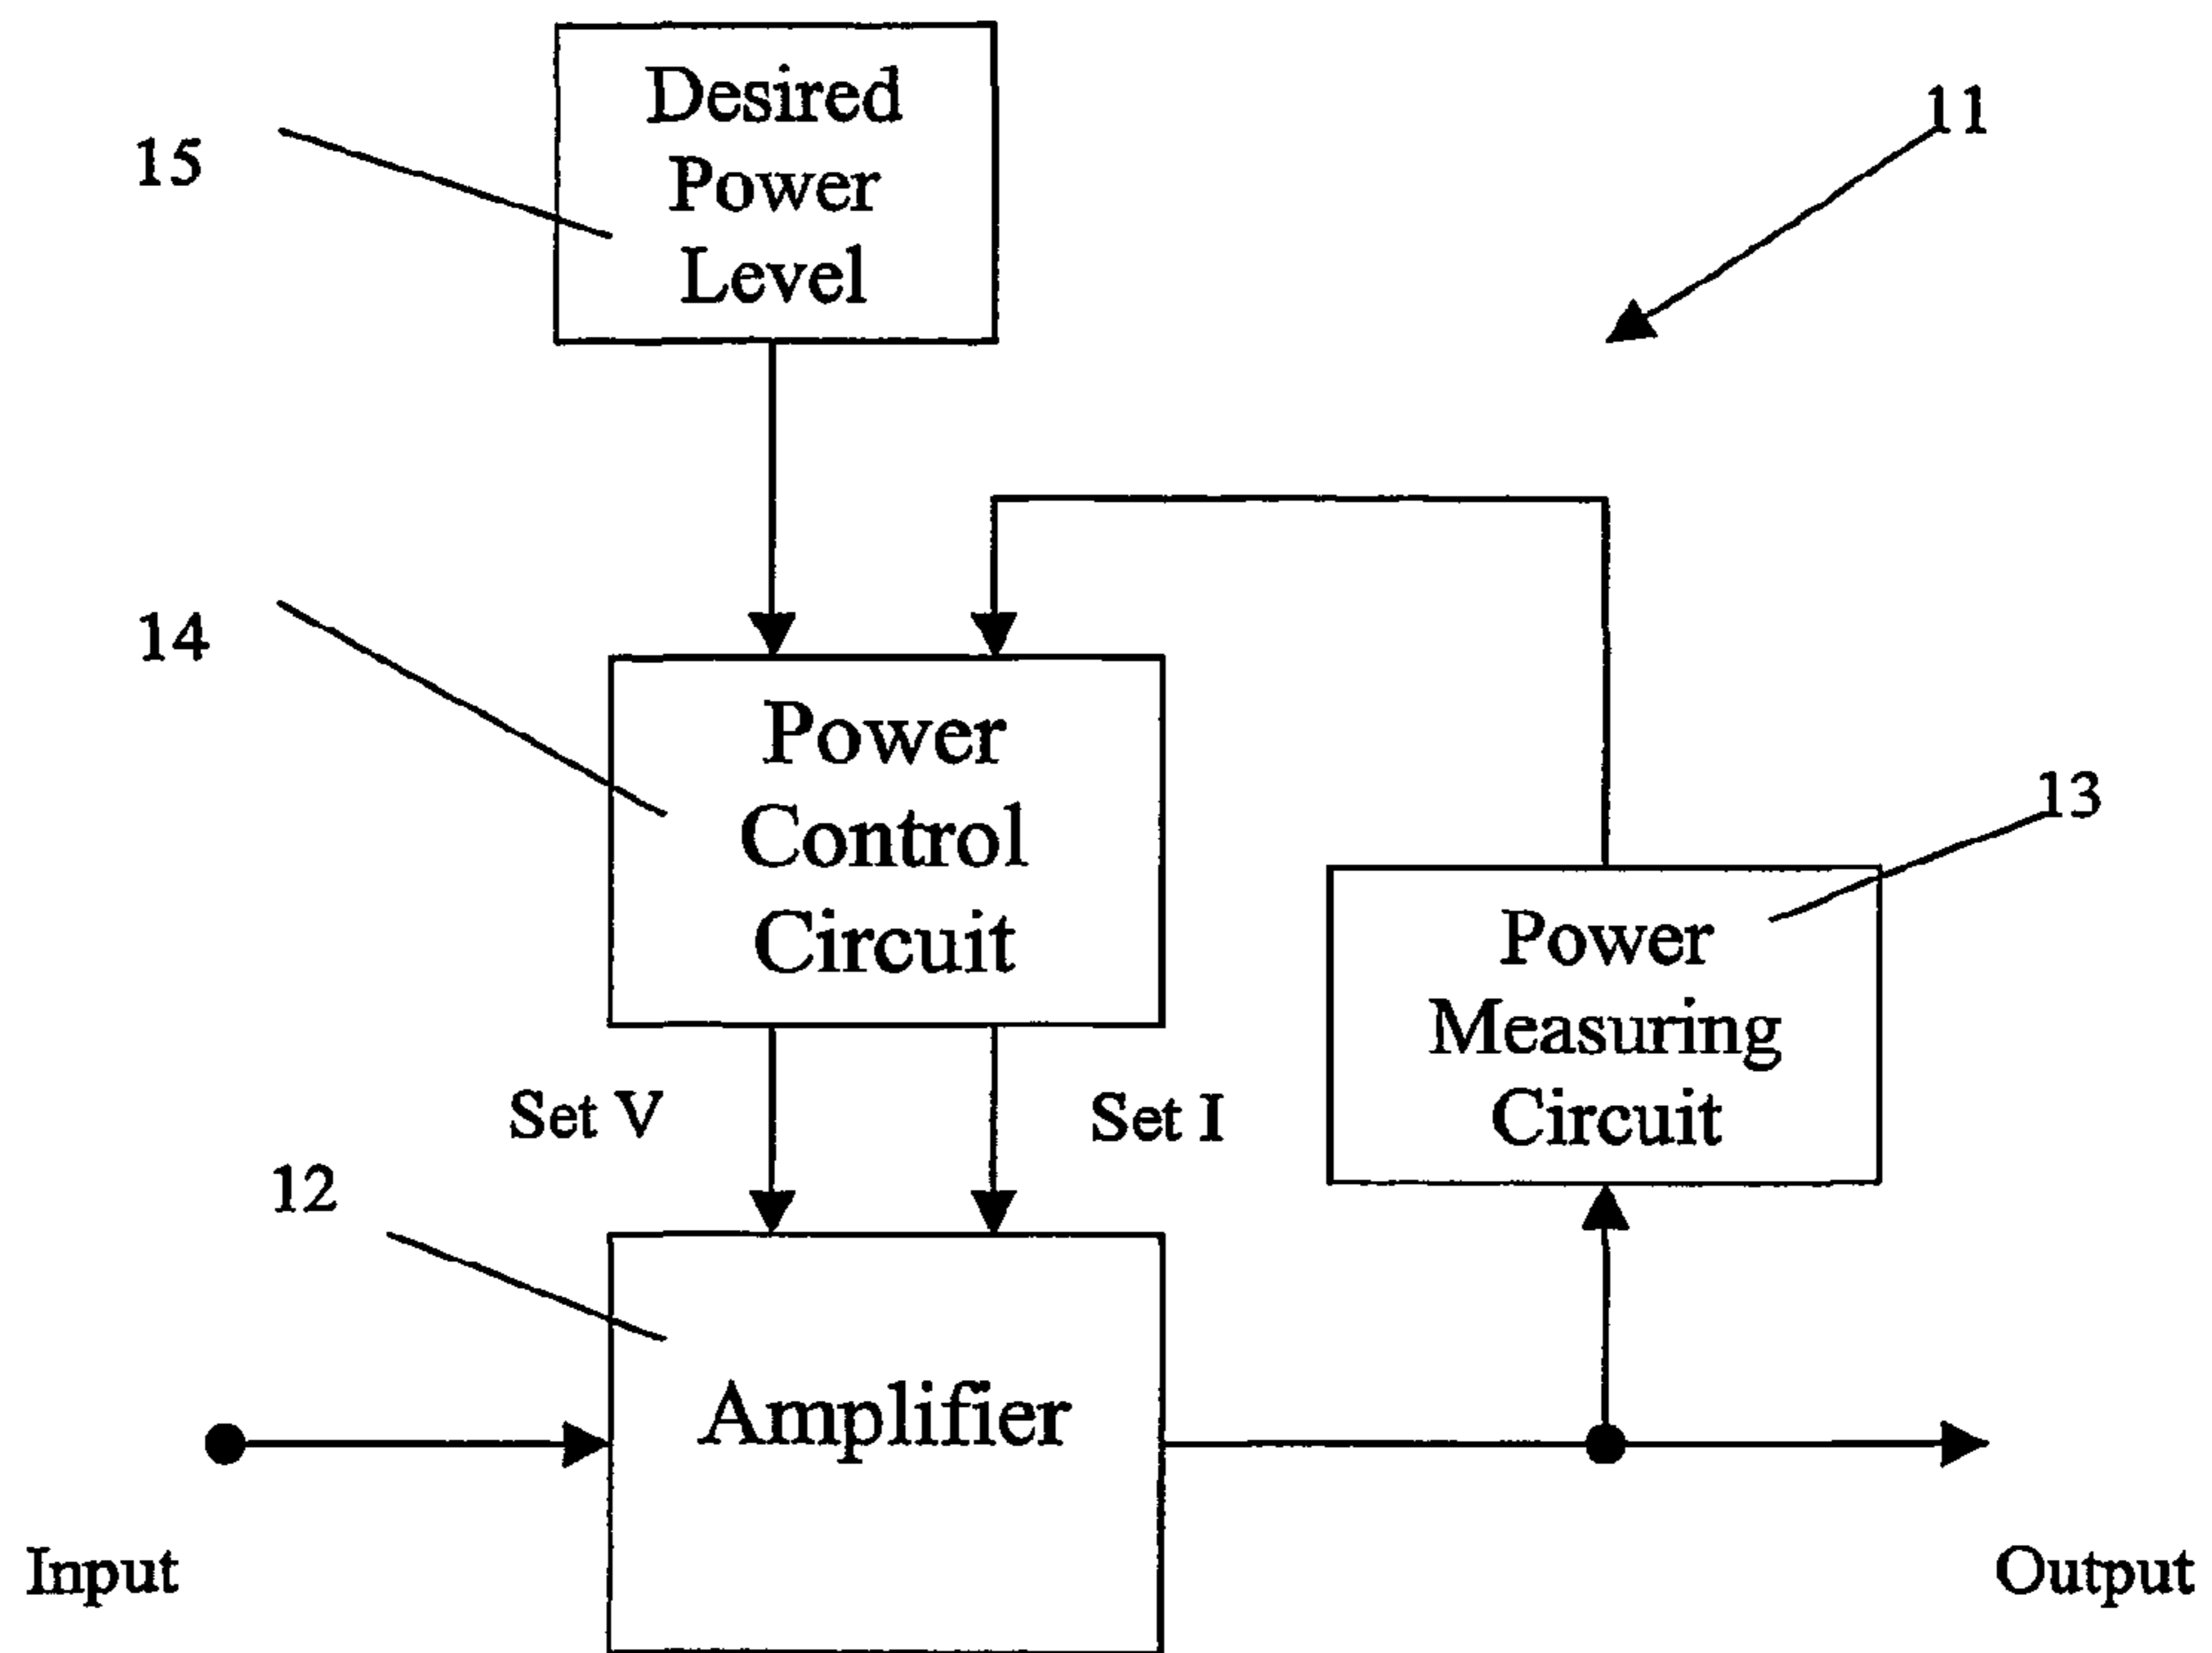 Desired
Power
Level
15
11
14
Power
Control
Circuit
13
Power
Measuring
Circuit
Set V
Set I
12
Amplifier
Input
Output